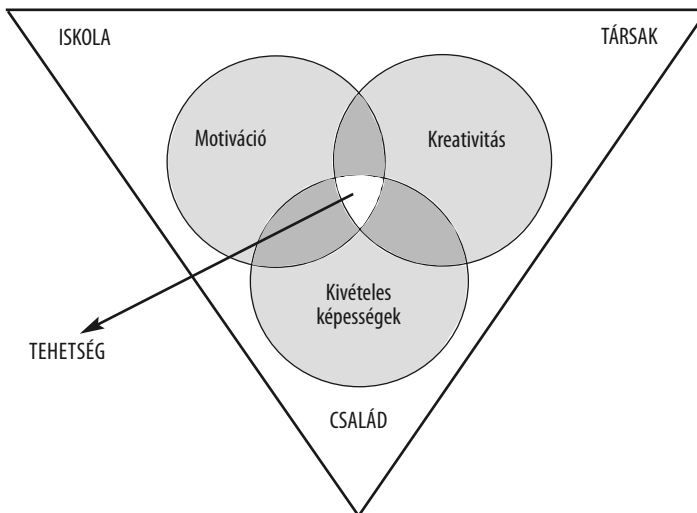 ISKOLA
TÁRSAK
Motiváció
Kreativitás
Kivételes
képességek
TEHETSÉG
CSALÁD